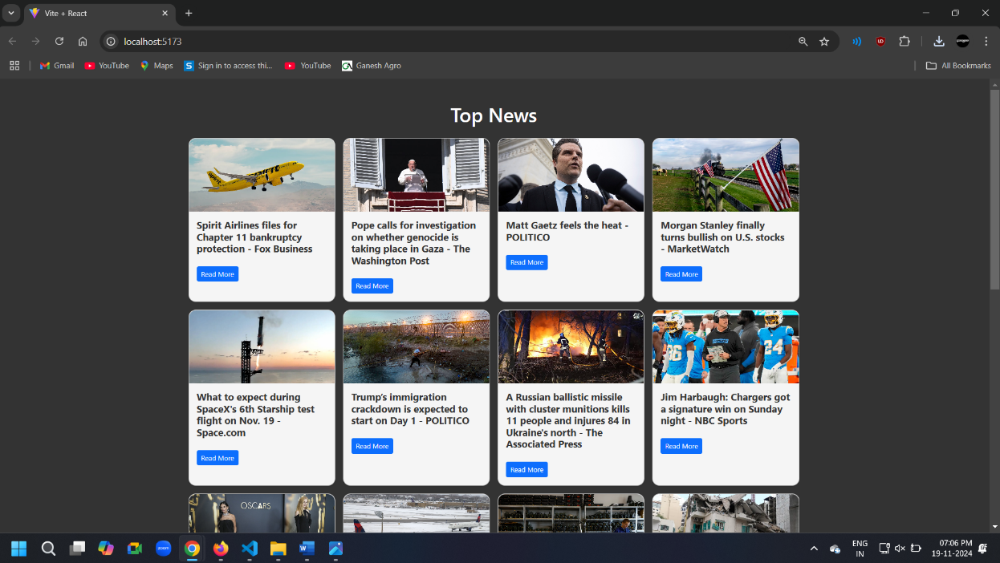 Vite + React
localhost:5173
Gmail
YouTube
Maps
Sign in to access thi...
YouTube
Ganesh Agro
All Bookmarks
Top News
Spirit Airlines files for
Chapter 11 bankruptcy
protection - Fox Business
Read More
Pope calls for investigation
on whether genocide is
taking place in Gaza - The
Washington Post
Read More
Matt Gaetz feels the heat -
POLITICO
Read More
Morgan Stanley finally
turns bullish on U.S. stocks
- MarketWatch
Read More
What to expect during
SpaceX's 6th Starship test
flight on Nov. 19 -
Space.com
Read More
Trump’s immigration
crackdown is expected to
start on Day 1 - POLITICO
Read More
A Russian ballistic missile
with cluster munitions kills
11 people and injures 84 in
Ukraine's north - The
Associated Press
Read More
66
24
Jim Harbaugh: Chargers got
a signature win on Sunday
night - NBC Sports
Read More
OSCARS
zoom
ENG
IN
07:06 PM
19-11-2024